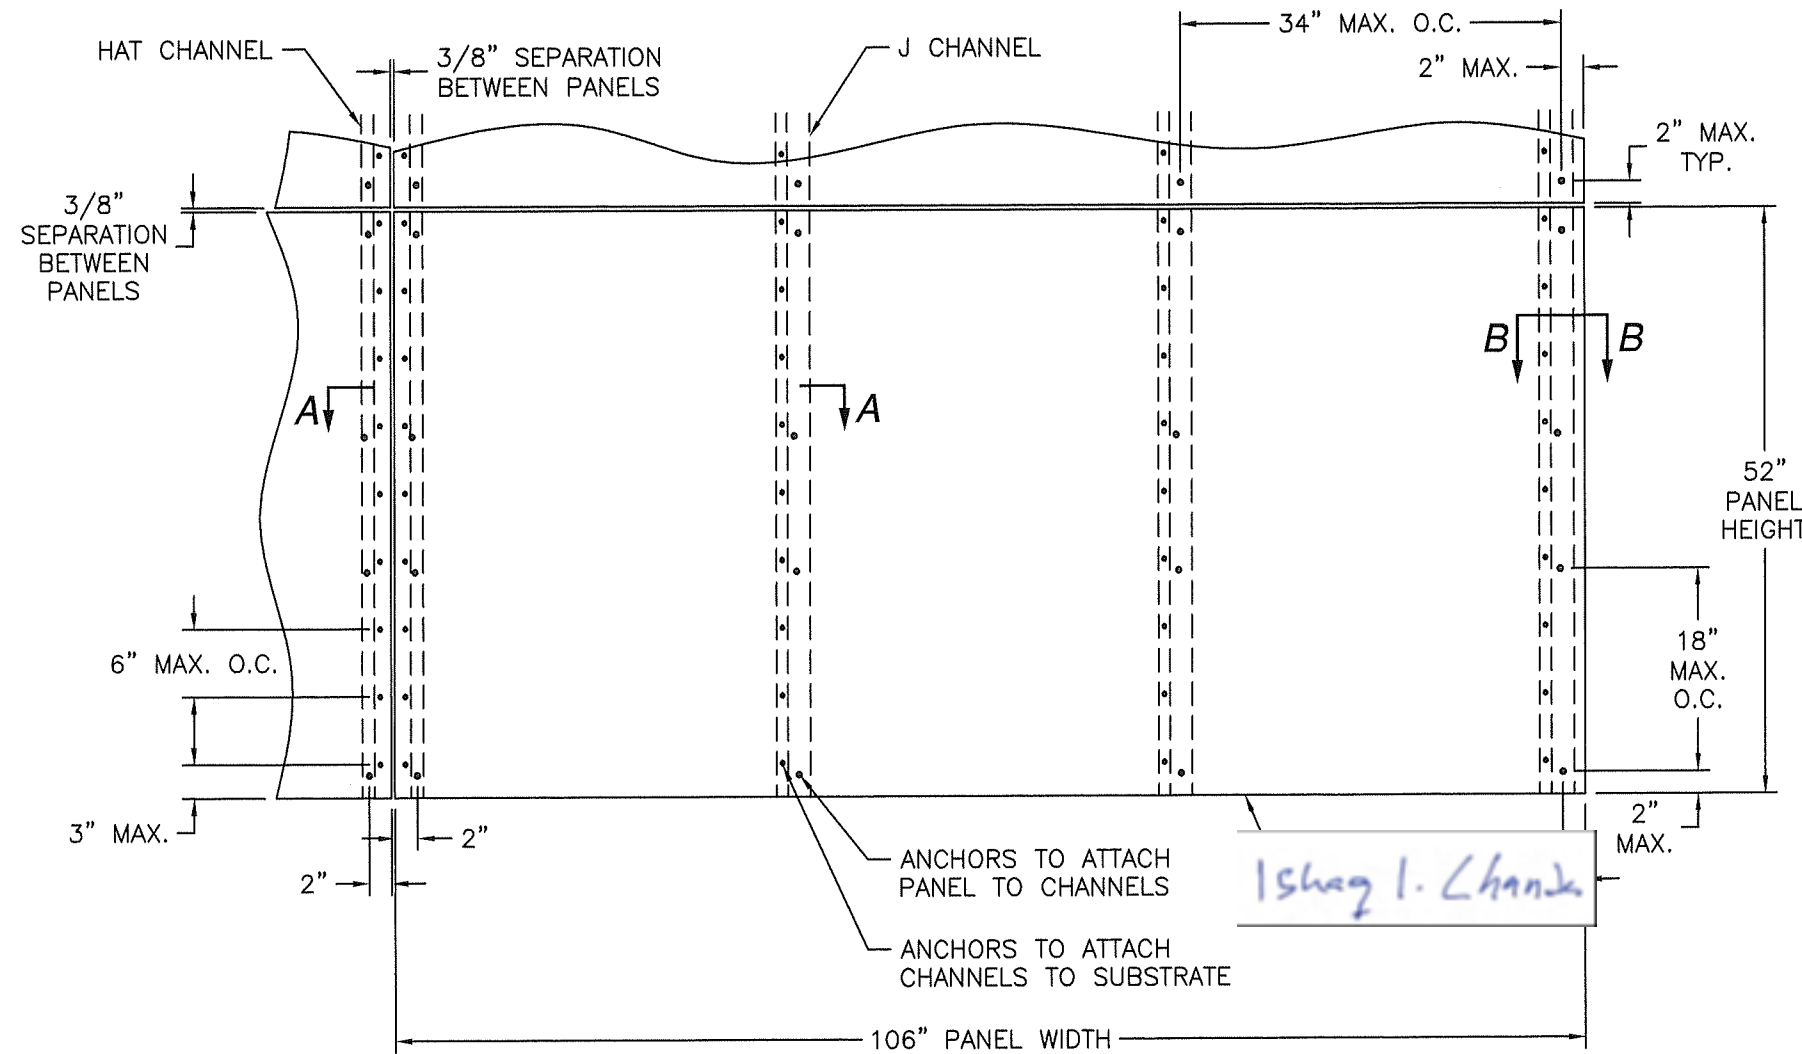 34” MAX. O.C.
HAT CHANNEL
3/8” SEPARATION
BETWEEN PANELS
J CHANNEL
2” MAX.
2” MAX.
TYP.
3/8”
SEPARATION
BETWEEN
PANELS
B
B
A
A
52”
PANEL
HEIGHT
6” MAX. O.C.
18”
MAX.
O.C.
3” MAX.
2”
2”
2”
MAX.
ANCHORS TO ATTACH
PANEL TO CHANNELS
Ishaq I. Chanda
ANCHORS TO ATTACH
CHANNELS TO SUBSTRATE
106” PANEL WIDTH